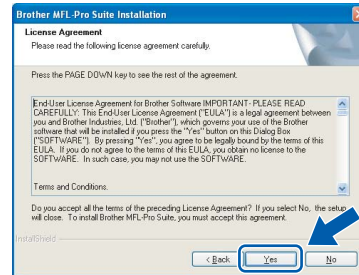 Brother MFL-Pro Suite Installation
License Agreement
Please read the following license agreement carefully.
Press the PAGE DOWN key to see the rest of the agreement.
End-User License Agreement for Brother Software IMPORTANT- PLEASE READ
CAREFULLY: This End-User License Agreement ("EULA") is a legal agreement between
you and Brother Industries, Ltd. ("Brother"), which governs your use of the Brother
software that will be installed if you press the "Yes" button on this Dialog Box
("SOFTWARE"). By pressing "Yes", you agree to be legally bound by the terms of this
EULA. If you do not agree to the terms of this EULA, you obtain no license to the
SOFTWARE. In such case, you may not use the SOFTWARE.
Terms and Conditions.
Do you accept all the terms of the preceding License Agreement? If you select No, the setup
will close. To install Brother MFL-Pro Suite, you must accept this agreement.
InstallShield
< Back Yes No